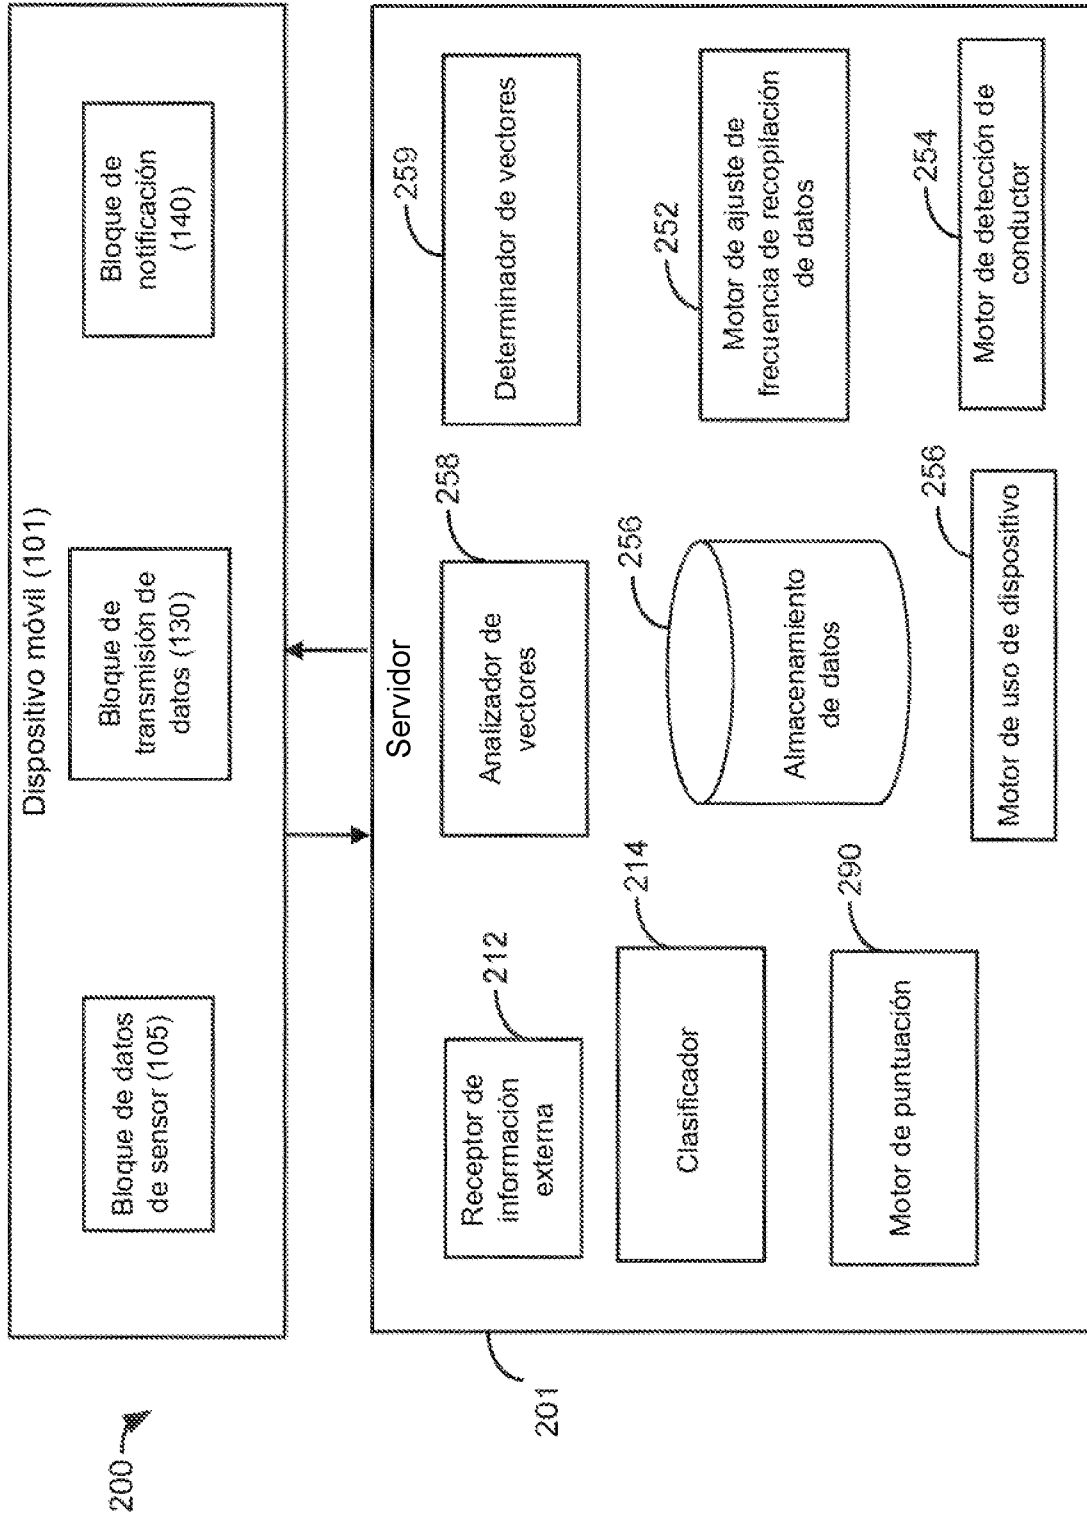 200
Dispositivo móvil (101)
Bloque de datos
de sensor (105)
Bloque de
transmisión de
datos (130)
Bloque de
notificación
(140)
201
Servidor
Receptor de
información
externa
212
Analizador de
vectores
258
Determinador de vectores
259
Clasificador
214
Almacenamiento
de datos
256
Motor de ajuste de
frecuencia de recopilación
de datos
252
Motor de puntuación
290
Motor de uso de dispositivo
256
Motor de detección de
conductor
254